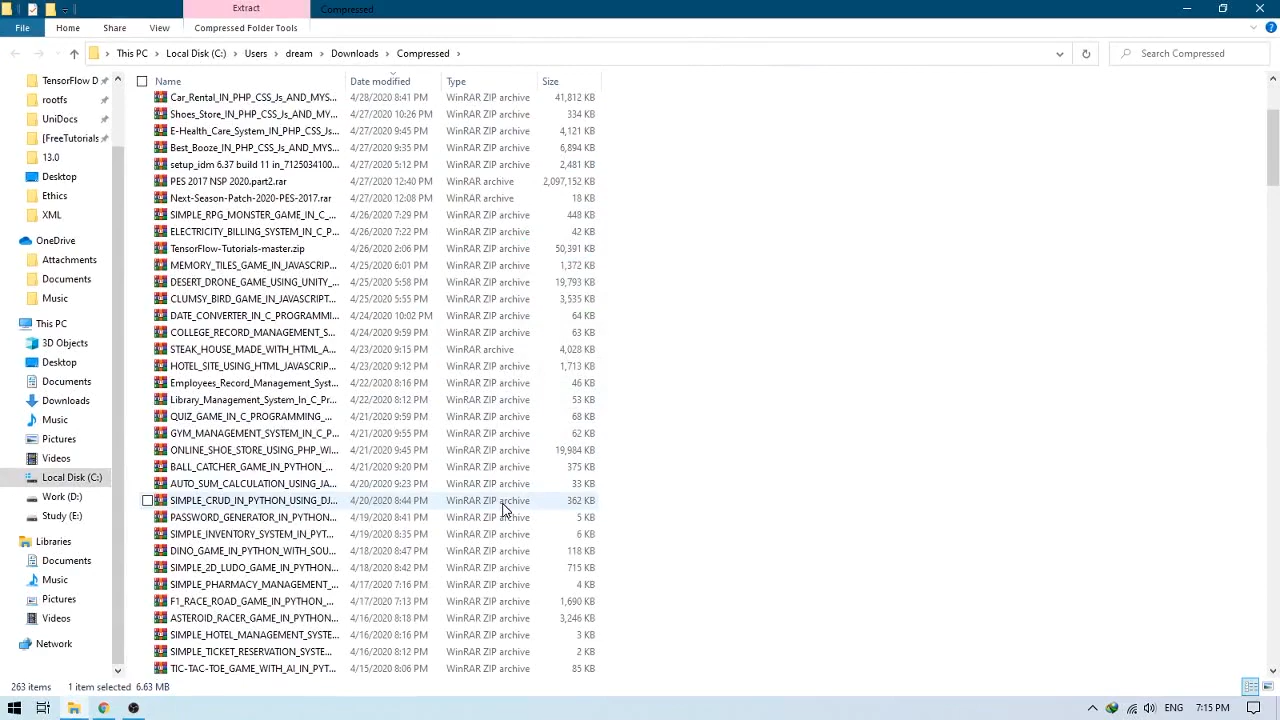 Extract
Compressed
File
Home
Share
View
Compressed Folder Tools
This PC
Local Disk (C:)
Users
dream
Downloads
Compressed
Search Compressed
TensorFlow D
rootfs
UniDocs
[FreeTutorials
13.0
Desktop
Ethics
XML
OneDrive
Attachments
Documents
Music
This PC
3D Objects
Desktop
Documents
Downloads
Music
Pictures
Videos
Local Disk (C:)
Work (D:)
Study (E:)
Libraries
Documents
Music
Pictures
Videos
Network
Name Date modified Type Size
Car_Rental_IN_PHP_CSS_Js_AND_MYS... 4/28/2020 8:41 PM WinRAR ZIP archive 41,812 KB
Shoes_Store_IN_PHP_CSS_Js_AND_MY... 4/27/2020 10:26 PM WinRAR ZIP archive 334 KB
E-Health_Care_System_IN_PHP_CSS_Js... 4/27/2020 9:45 PM WinRAR ZIP archive 4,121 KB
Best_Booze_IN_PHP_CSS_Js_AND_MYS... 4/27/2020 9:35 PM WinRAR ZIP archive 6,894 KB
setup_idm 6.37 build 11 in_7125034100... 4/27/2020 5:12 PM WinRAR ZIP archive 2,481 KB
PES 2017 NSP 2020.part2.rar 4/27/2020 12:40 PM WinRAR archive 2,097,152 KB
Next-Season-Patch-2020-PES-2017.rar 4/27/2020 12:08 PM WinRAR archive 18 KB
SIMPLE_RPG_MONSTER_GAME_IN_C_... 4/26/2020 7:29 PM WinRAR ZIP archive 448 KB
ELECTRICITY_BILLING_SYSTEM_IN_C_P... 4/26/2020 7:22 PM WinRAR ZIP archive 42 KB
TensorFlow-Tutorials-master.zip 4/26/2020 2:06 PM WinRAR ZIP archive 50,391 KB
MEMORY_TILES_GAME_IN_JAVASCRIP... 4/25/2020 6:01 PM WinRAR ZIP archive 1,372 KB
DESERT_DRONE_GAME_USING_UNITY_... 4/25/2020 5:58 PM WinRAR ZIP archive 19,793 KB
CLUMSY_BIRD_GAME_IN_JAVASCRIPT... 4/25/2020 5:55 PM WinRAR ZIP archive 3,535 KB
DATE_CONVERTER_IN_C_PROGRAMMI... 4/24/2020 10:02 PM WinRAR ZIP archive 64 KB
COLLEGE_RECORD_MANAGEMENT_S... 4/24/2020 9:59 PM WinRAR ZIP archive 63 KB
STEAK_HOUSE_MADE_WITH_HTML_A... 4/23/2020 9:15 PM WinRAR archive 4,028 KB
HOTEL_SITE_USING_HTML_JAVASCRIP... 4/23/2020 9:12 PM WinRAR ZIP archive 1,713 KB
Employees_Record_Management_Syst... 4/22/2020 8:16 PM WinRAR ZIP archive 46 KB
Library_Management_System_In_C_Pr... 4/22/2020 8:12 PM WinRAR ZIP archive 53 KB
QUIZ_GAME_IN_C_PROGRAMMING_... 4/21/2020 9:59 PM WinRAR ZIP archive 68 KB
GYM_MANAGEMENT_SYSTEM_IN_C_P... 4/21/2020 9:55 PM WinRAR ZIP archive 62 KB
ONLINE_SHOE_STORE_USING_PHP_WI... 4/21/2020 9:45 PM WinRAR ZIP archive 19,984 KB
BALL_CATCHER_GAME_IN_PYTHON_... 4/21/2020 9:20 PM WinRAR ZIP archive 375 KB
AUTO_SUM_CALCULATION_USING_JA... 4/20/2020 9:23 PM WinRAR ZIP archive 33 KB
SIMPLE_CRUD_IN_PYTHON_USING_DJ... 4/20/2020 8:44 PM WinRAR ZIP archive 362 KB
PASSWORD_GENERATOR_IN_PYTHON... 4/19/2020 8:41 PM WinRAR ZIP archive 5 KB
SIMPLE_INVENTORY_SYSTEM_IN_PYT... 4/19/2020 8:35 PM WinRAR ZIP archive 6 KB
DINO_GAME_IN_PYTHON_WITH_SOU... 4/18/2020 8:47 PM WinRAR ZIP archive 118 KB
SIMPLE_2D_LUDO_GAME_IN_PYTHON... 4/18/2020 8:42 PM WinRAR ZIP archive 715 KB
SIMPLE_PHARMACY_MANAGEMENT_... 4/17/2020 7:16 PM WinRAR ZIP archive 4 KB
F1_RACE_ROAD_GAME_IN_PYTHON_... 4/17/2020 7:13 PM WinRAR ZIP archive 1,690 KB
ASTEROID_RACER_GAME_IN_PYTHON... 4/16/2020 8:18 PM WinRAR ZIP archive 3,246 KB
SIMPLE_HOTEL_MANAGEMENT_SYSTE... 4/16/2020 8:16 PM WinRAR ZIP archive 3 KB
SIMPLE_TICKET_RESERVATION_SYSTE... 4/16/2020 8:12 PM WinRAR ZIP archive 2 KB
TIC-TAC-TOE_GAME_WITH_AI_IN_PYT... 4/15/2020 8:06 PM WinRAR ZIP archive 85 KB
263 items 1 item selected 6.63 MB
ENG 7:15 PM